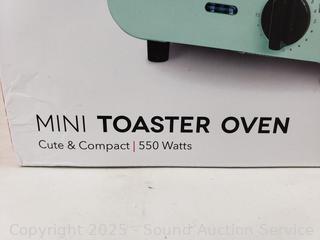 MINI TOASTER OVEN
Cute & Compact | 550 Watts
Copyright 2025 - Sound Auction Service